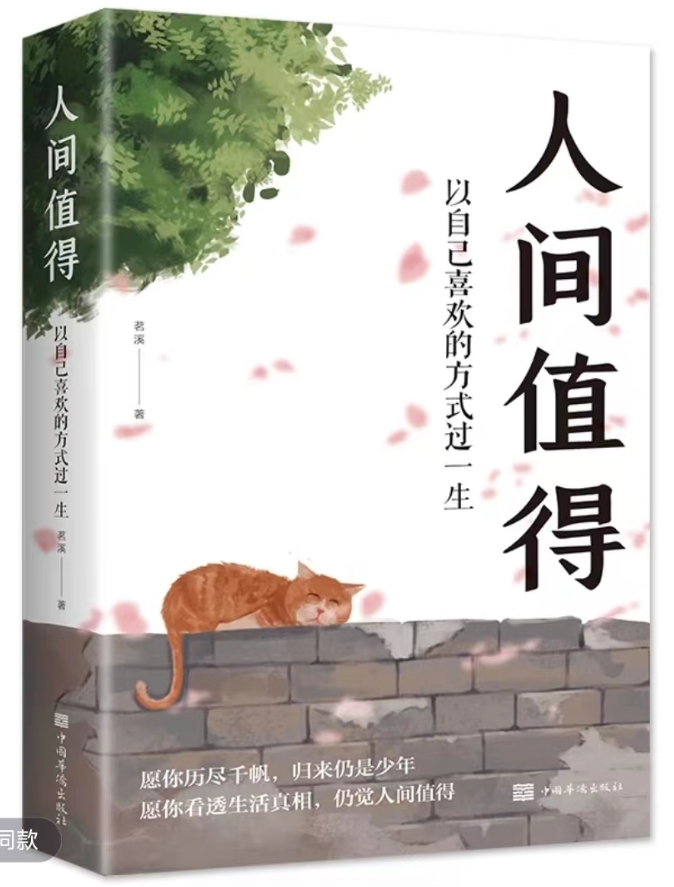 人间值得
以自己喜欢的方式过一生
茗溪 著
愿你历尽千帆，归来仍是少年
愿你看透生活真相，仍觉人间值得
中国华侨出版社
人间值得
以自己喜欢的方式过一生
茗溪 著
中国华侨出版社
同款